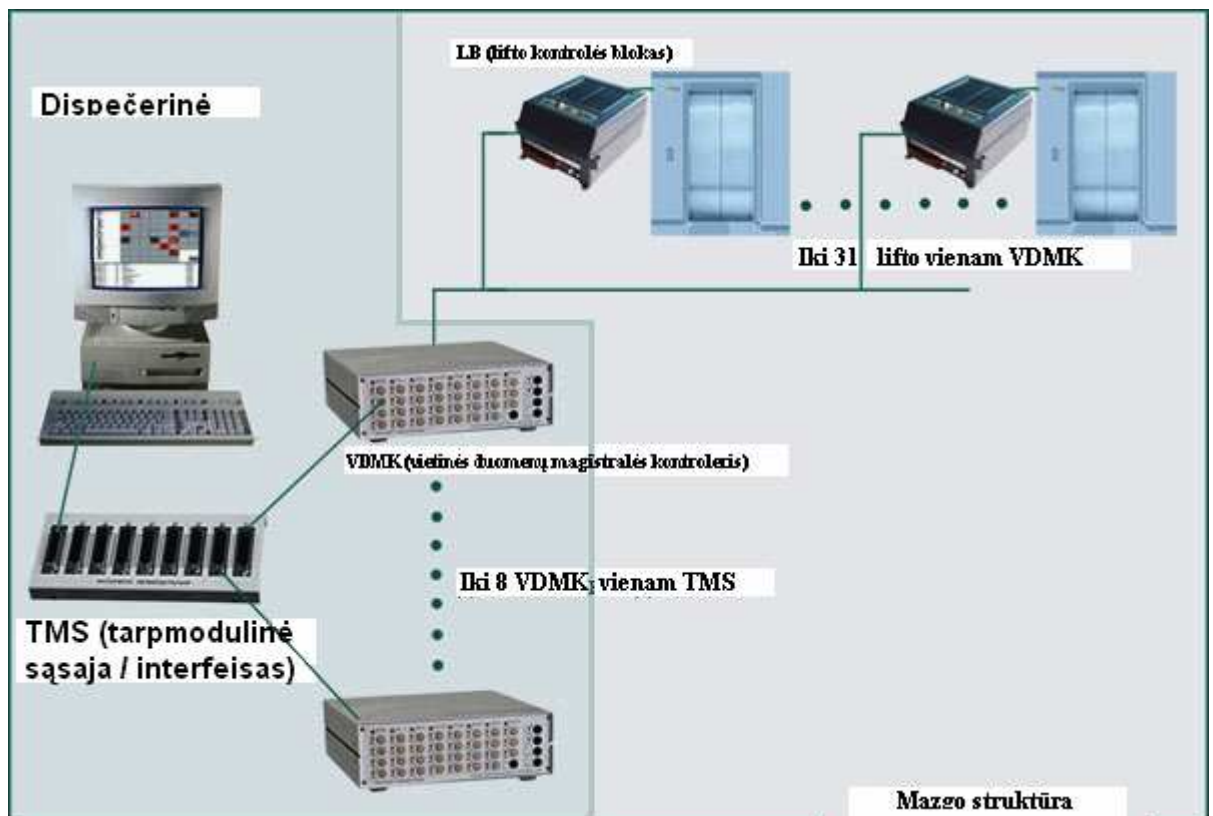 LB (lifto kontrolės blokas)
Dispečerinė
Iki 31 lifto vienam VDMK
VDMK (vietinės duomenų magistralės kontroleris)
Iki 8 VDMK, vienam TMS
TMS (tarpmodulinė
sąsaja / interfeisas)
Mazgo struktūra